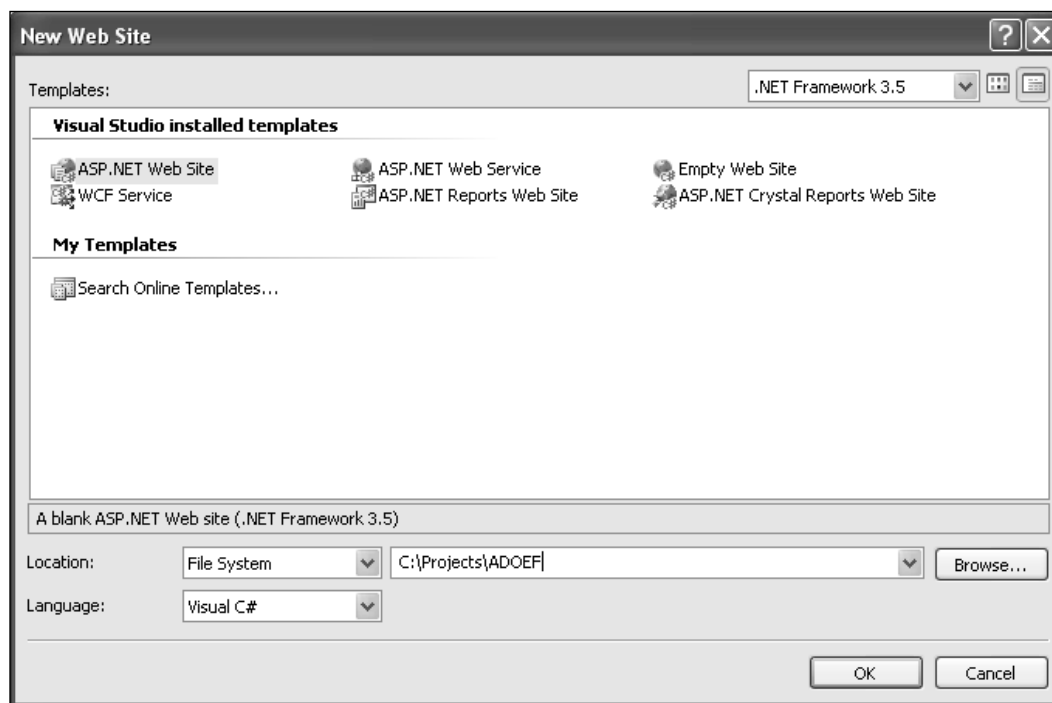 New Web Site
Templates:
.NET Framework 3.5
Visual Studio installed templates
ASP.NET Web Site
ASP.NET Web Service
Empty Web Site
WCF Service
ASP.NET Reports Web Site
ASP.NET Crystal Reports Web Site
My Templates
Search Online Templates...
A blank ASP.NET Web site (.NET Framework 3.5)
Location:
File System
C:\Projects\ADOEF
Browse...
Language:
Visual C#
OK
Cancel